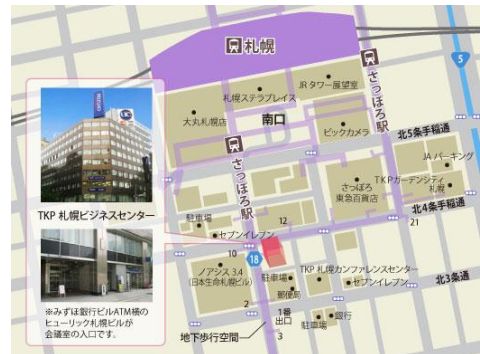 札幌
5
JRタワー展望室
札幌ステラプレイス
さっぽろ駅
大丸札幌店
南口
ビックカメラ
北5条手稲通
さっぽろ駅
JAパーキング
TKPガーデンシティ
札幌
さっぽろ
東急百貨店
北4条手稲通
TKP 札幌ビジネスセンター
駐車場
セブンイレブン
12
21
10
18
ノアシス 3.4
(日本生命札幌ビル)
駐車場
TKP 札幌カンファレンスセンター
セブンイレブン
北3条通
郵便局
2
1番
出口
駐車場
銀行
地下歩行空間
3
※みずほ銀行ビルATM横の
ヒューリック札幌ビルが
会議室の入口です。